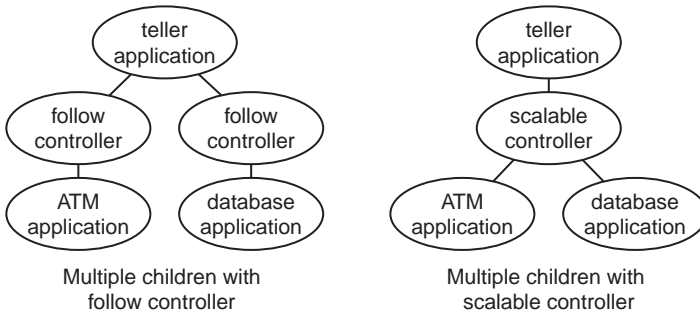 teller
application
follow
controller
follow
controller
ATM
application
database
application
Multiple children with
follow controller
teller
application
scalable
controller
ATM
application
database
application
Multiple children with
scalable controller